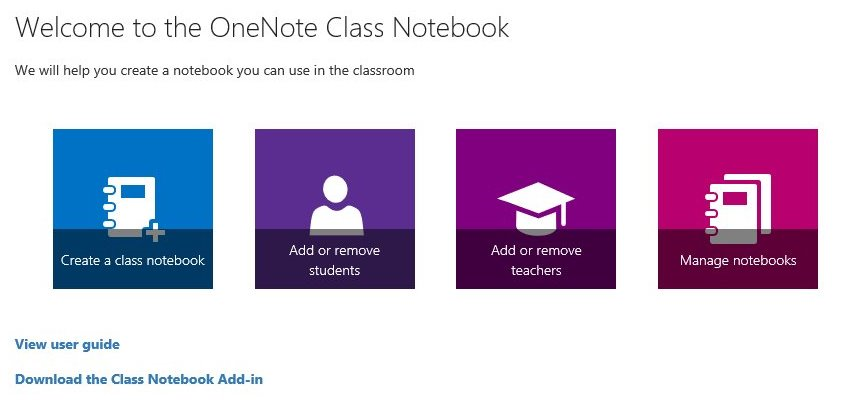 Welcome to the OneNote Class Notebook
We will help you create a notebook you can use in the classroom
Create a class notebook
Add or remove
students
Add or remove
teachers
Manage notebooks
View user guide
Download the Class Notebook Add-in